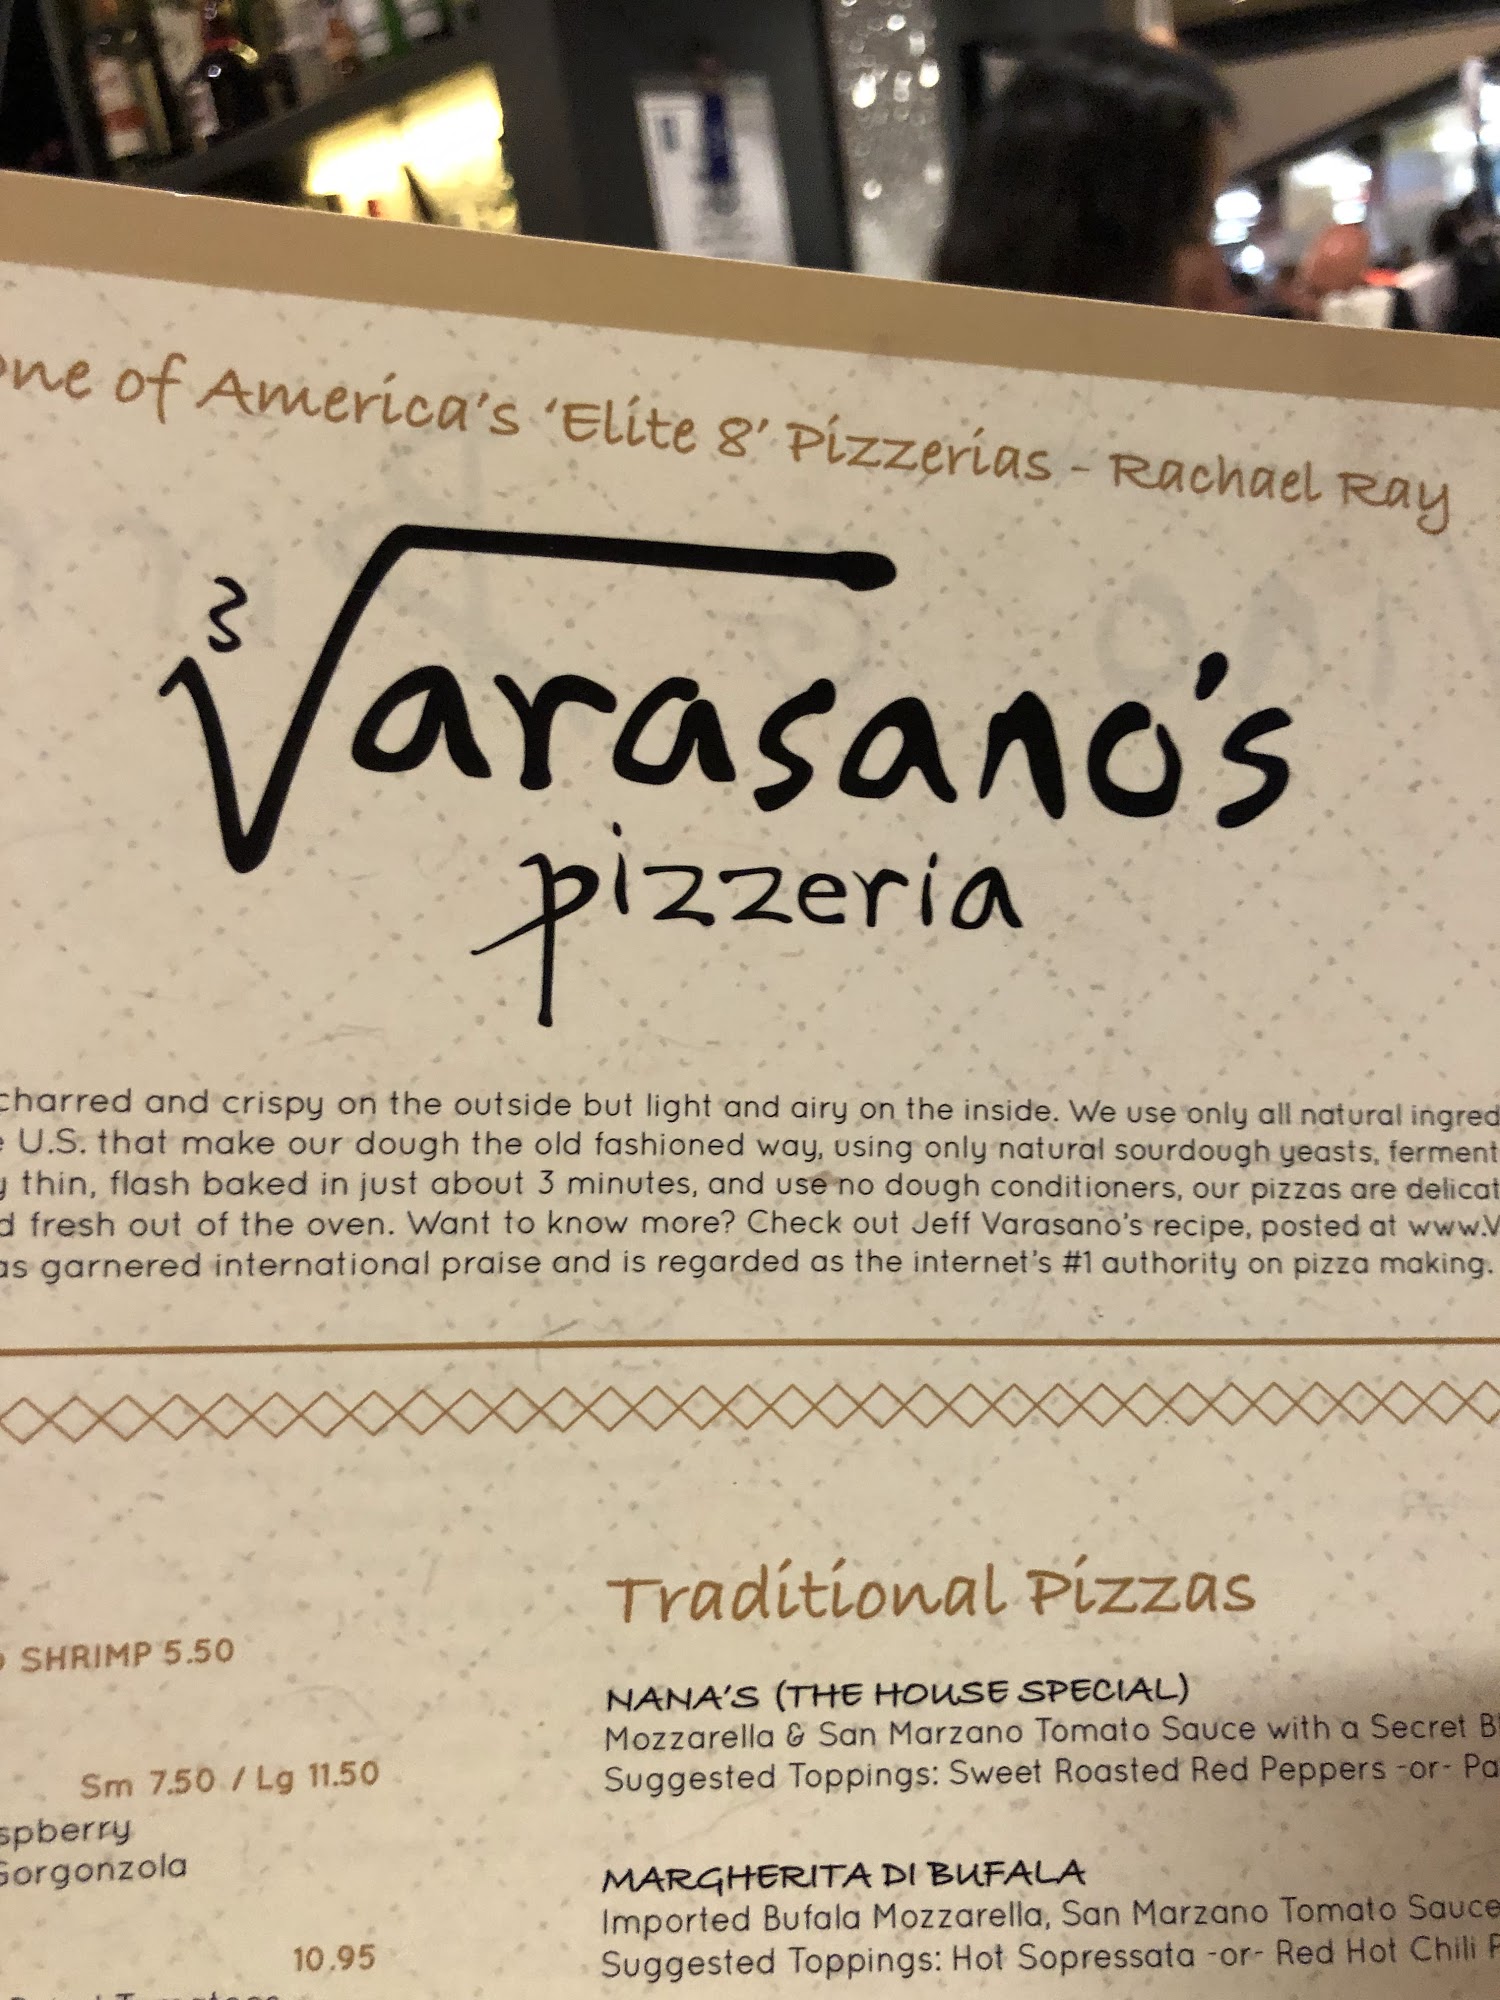 One of America's 'Elite 8' Pizzerias - Rachael Ray
3
Varasano's
pizzeria
charred and crispy on the outside but light and airy on the inside. We use only all natural ingred
U.S. that make our dough the old fashioned way, using only natural sourdough yeasts, ferment
y thin, flash baked in just about 3 minutes, and use no dough conditioners, our pizzas are delicat
d fresh out of the oven. Want to know more? Check out Jeff Varasano's recipe, posted at www.V
as garnered international praise and is regarded as the internet's #1 authority on pizza making.
SHRIMP 5.50
Sm 7.50 / Lg 11.50
spberry
Gorgonzola
10.95
Traditional Pizzas
NANA'S (THE HOUSE SPECIAL)
Mozzarella & San Marzano Tomato Sauce with a Secret B
Suggested Toppings: Sweet Roasted Red Peppers -or- Pa
MARGHERITA DI BUFALA
Imported Bufala Mozzarella, San Marzano Tomato Sauce
Suggested Toppings: Hot Sopressata -or- Red Hot Chili P